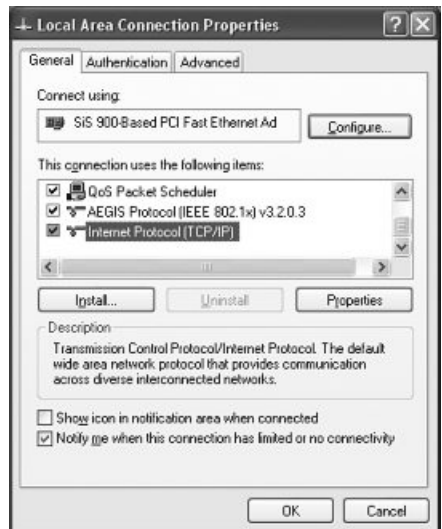 Local Area Connection Properties
General Authentication Advanced
Connect using:
SiS 900-Based PCI Fast Ethernet Ad
Configure...
This connection uses the following items:
QoS Packet Scheduler
AEGIS Protocol (IEEE 802.1x) v3.2.0.3
Internet Protocol (TCP/IP)
Install... Uninstall Properties
Description
Transmission Control Protocol/Internet Protocol. The default
wide area network protocol that provides communication
across diverse interconnected networks.
Show icon in notification area when connected
Notify me when this connection has limited or no connectivity
OK Cancel